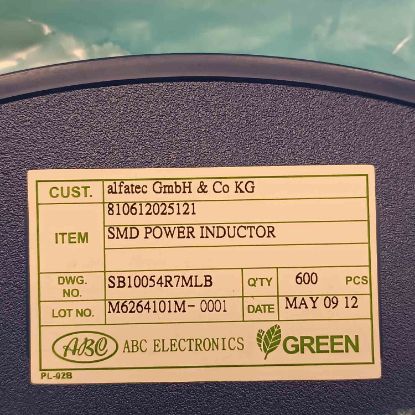 CUST. alfatec GmbH & Co KG
810612025121
ITEM SMD POWER INDUCTOR
DWG. NO. SB10054R7MLB Q'TY 600 PCS
LOT NO. M6264101M-0001 DATE MAY 09 12
ABC ABC ELECTRONICS GREEN
PL-02B